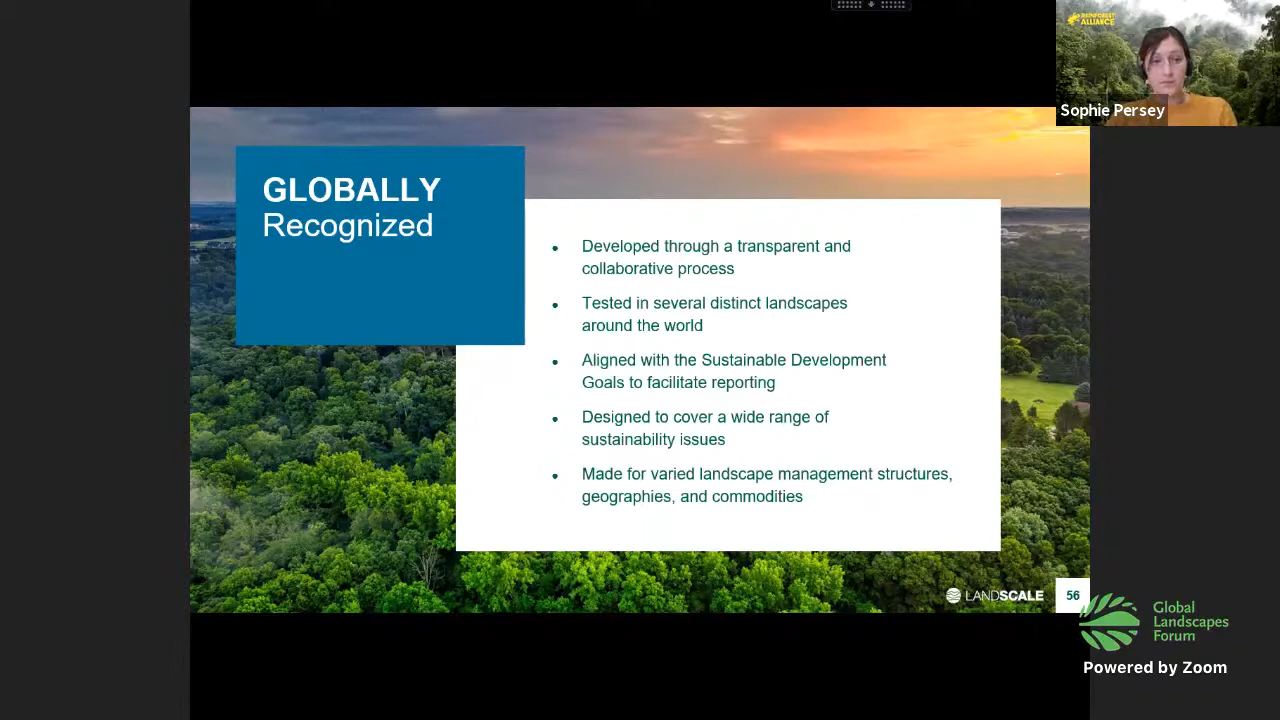 RAINFOREST
ALLIANCE
Sophie Persey
GLOBALLY
Recognized
• Developed through a transparent and
collaborative process
• Tested in several distinct landscapes
around the world
• Aligned with the Sustainable Development
Goals to facilitate reporting
• Designed to cover a wide range of
sustainability issues
• Made for varied landscape management structures,
geographies, and commodities
LANDSCALE
56
Global
Landscapes
Forum
Powered by Zoom